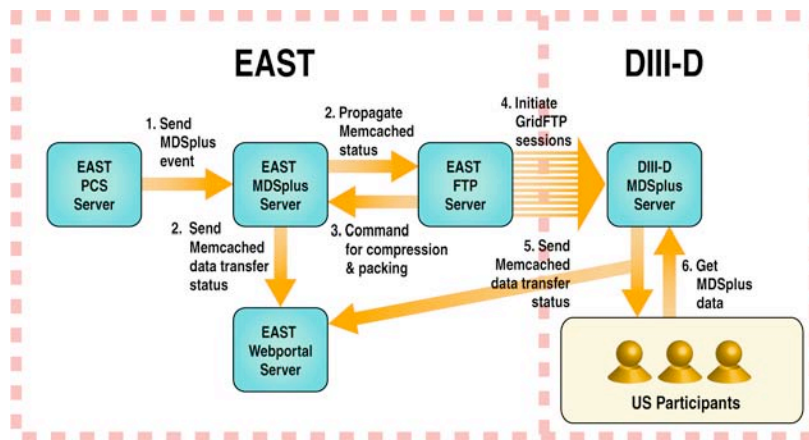 EAST
DIII-D
1. Send
MDSplus
event
2. Propagate
Memcached
status
4. Initiate
GridFTP
sessions
EAST
PCS
Server
EAST
MDSplus
Server
EAST
FTP
Server
DIII-D
MDSplus
Server
2. Send
Memcached
data transfer
status
3. Command
for compression
& packing
5. Send
Memcached
data transfer
status
6. Get
MDSplus
data
EAST
Webportal
Server
US Participants